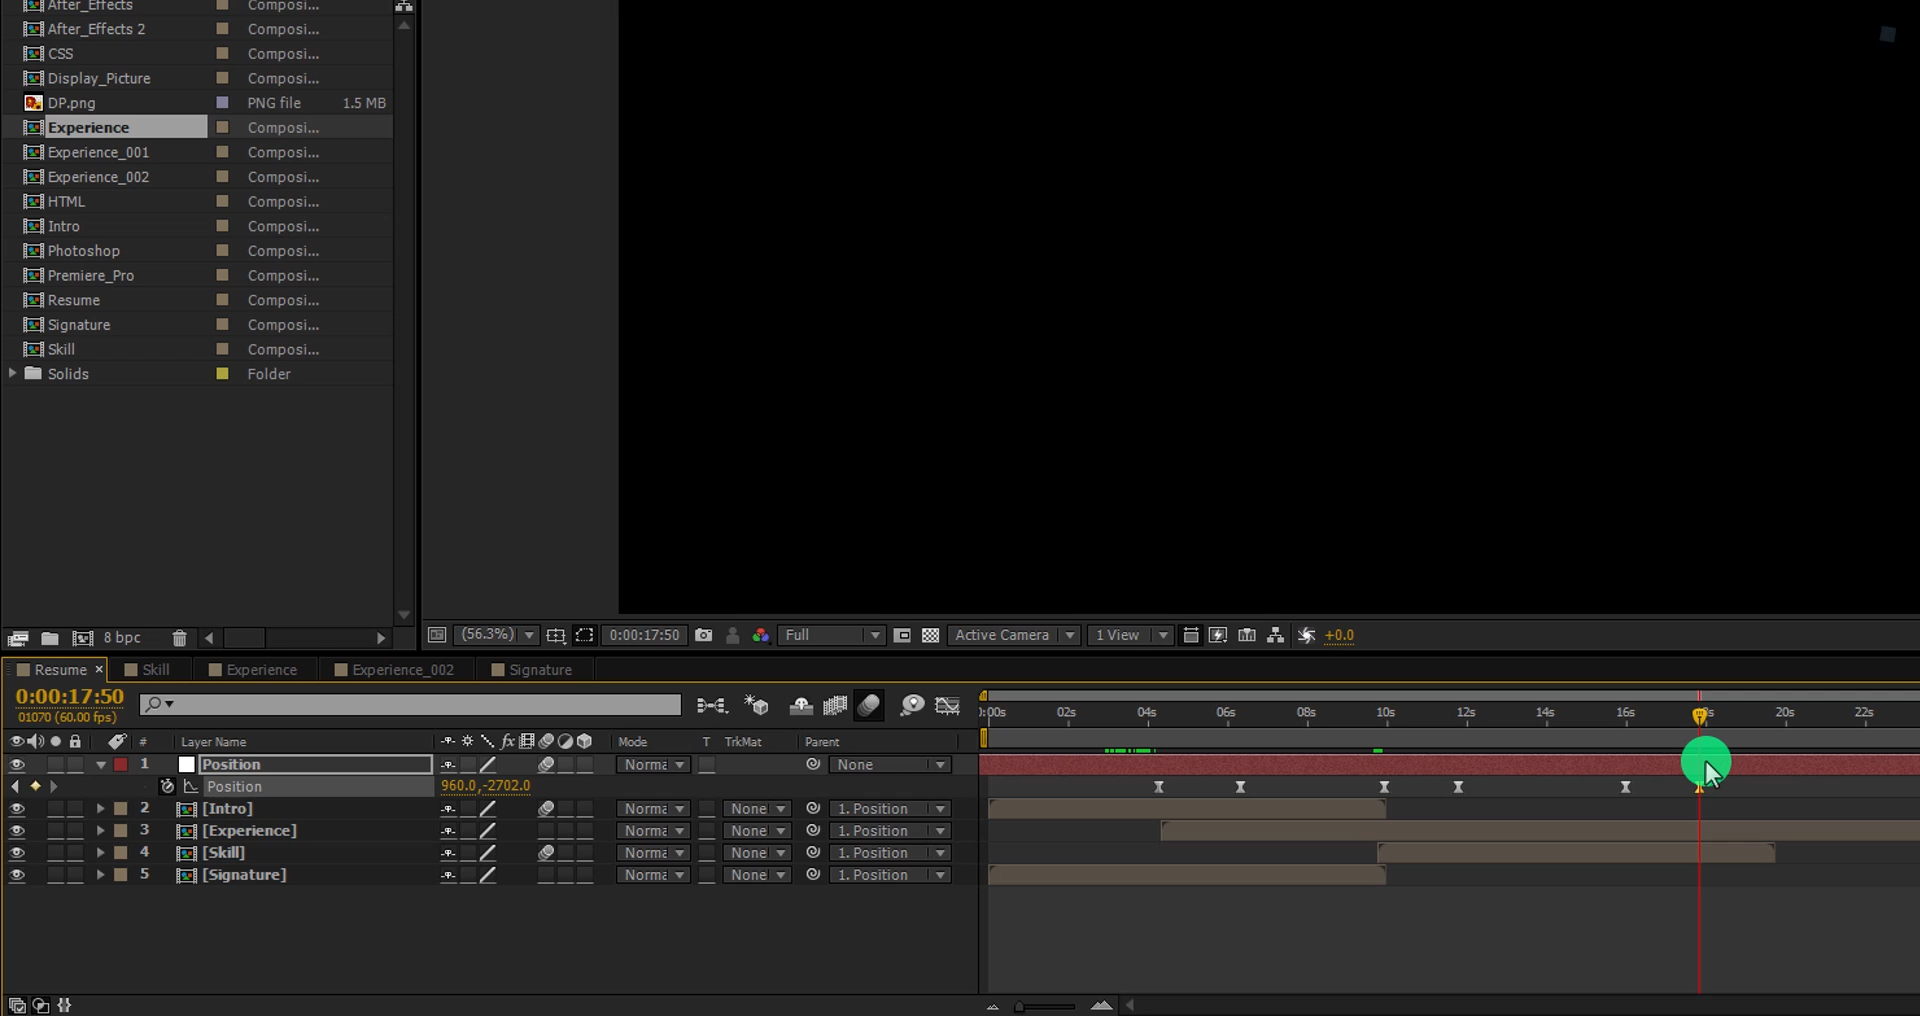 After_Effects Composi...
After_Effects 2 Composi...
CSS Composi...
Display_Picture Composi...
DP.png PNG file 1.5 MB
Experience Composi...
Experience_001 Composi...
Experience_002 Composi...
HTML Composi...
Intro Composi...
Photoshop Composi...
Premiere_Pro Composi...
Resume Composi...
Signature Composi...
Skill Composi...
Solids Folder
8 bpc (56.3%) 0:00:17:50 Full Active Camera 1 View +0.0
Resume × Skill Experience Experience_002 Signature
0:00:17:50
01070 (60.00 fps)
0:00s 02s 04s 06s 08s 10s 12s 14s 16s 20s 22s
# Layer Name fx Mode T TrkMat Parent
1 Position Norma None
Position 960.0,-2702.0
2 [Intro] Norma None 1. Position
3 [Experience] Norma None 1. Position
4 [Skill] Norma None 1. Position
5 [Signature] Norma None 1. Position